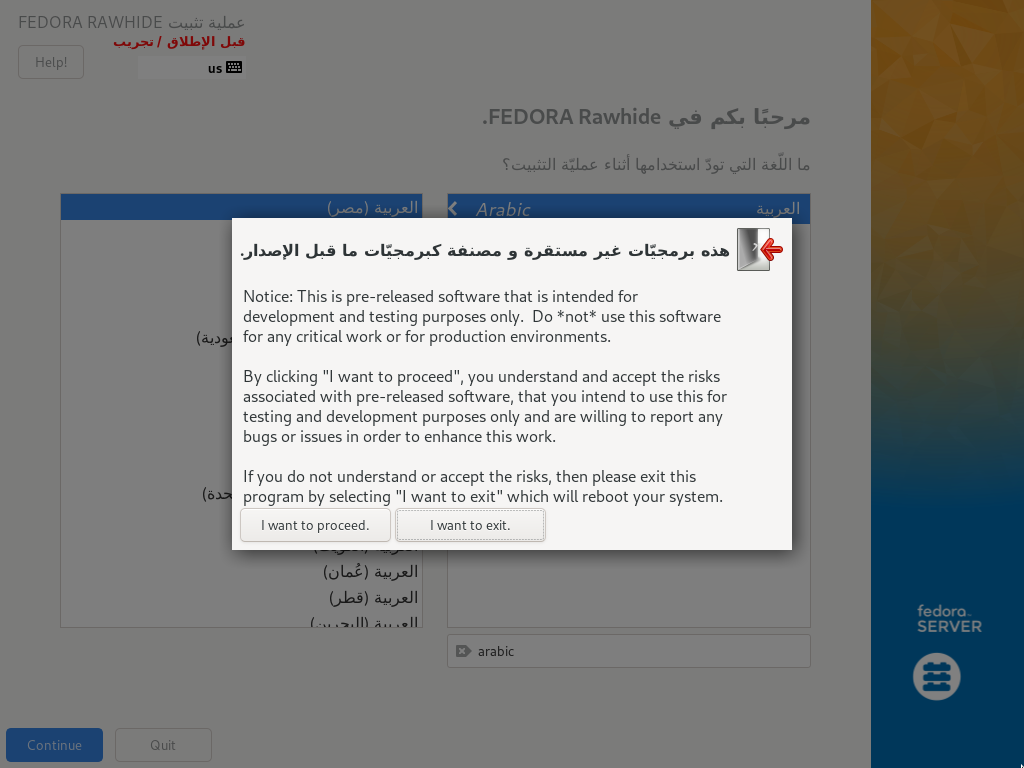 عملية تثبيت FEDORA RAWHIDE
قبل الإطلاق / تجريب
us
Help!
مرحبًا بكم في FEDORA Rawhide.
ما اللّغة التي تودّ استخدامها أثناء عمليّة التثبيت؟
العربية Arabic
العربية (مصر)
هذه برمجيّات غير مستقرة و مصنفة كبرمجيّات ما قبل الإصدار.
Notice: This is pre-released software that is intended for
development and testing purposes only.  Do *not* use this software
for any critical work or for production environments.
By clicking "I want to proceed", you understand and accept the risks
associated with pre-released software, that you intend to use this for
testing and development purposes only and are willing to report any
bugs or issues in order to enhance this work.
If you do not understand or accept the risks, then please exit this
program by selecting "I want to exit" which will reboot your system.
I want to proceed.
I want to exit.
العربية (عُمان)
العربية (قطر)
العربية (البحرين)
arabic
fedora
SERVER
Continue
Quit